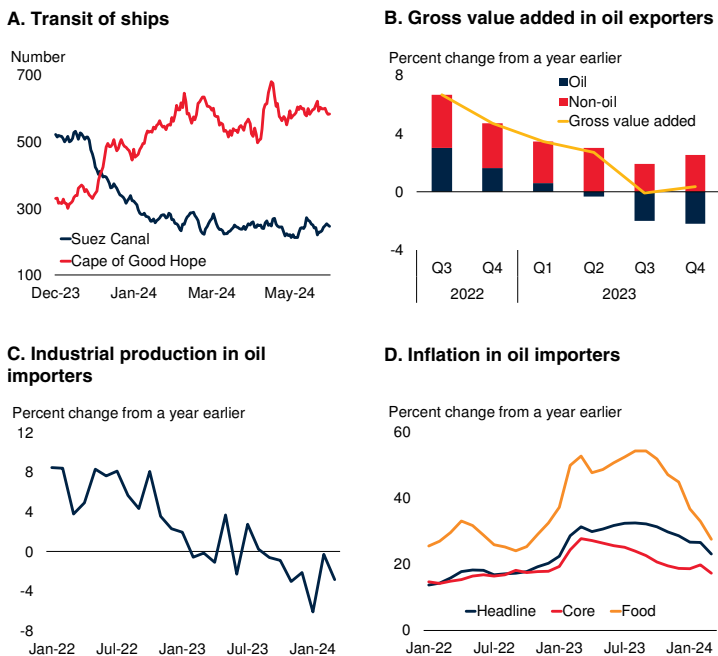 A. Transit of ships
Number
700
500
300
100
Suez Canal
Cape of Good Hope
Dec-23 Jan-24 Mar-24 May-24
B. Gross value added in oil exporters
Percent change from a year earlier
8
4
0
-4
Oil
Non-oil
Gross value added
Q3 Q4 Q1 Q2 Q3 Q4
2022 2023
C. Industrial production in oil
importers
Percent change from a year earlier
12
8
4
0
-4
-8
Jan-22 Jul-22 Jan-23 Jul-23 Jan-24
D. Inflation in oil importers
Percent change from a year earlier
60
40
20
0
Headline Core Food
Jan-22 Jul-22 Jan-23 Jul-23 Jan-24